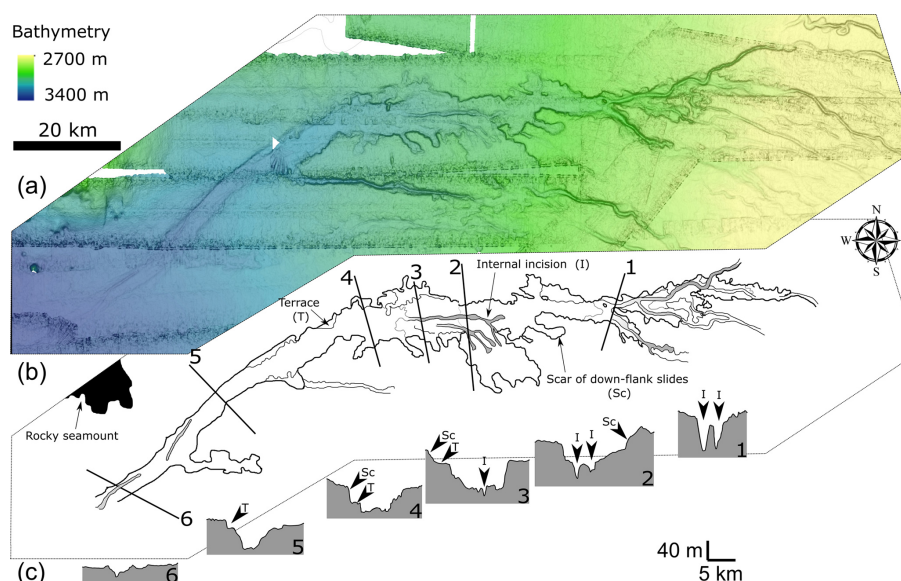 Bathymetry
2700 m
3400 m
20 km
(a)
N
W E
S
Internal incision (I)
1
2
3
4
Terrace
(T)
5
(b)
Scar of down-flank slides
(Sc)
Rocky seamount
6
I I
1
Sc
I I
2
Sc
T
I
3
Sc
T
4
T
5
6
(c)
40 m
5 km